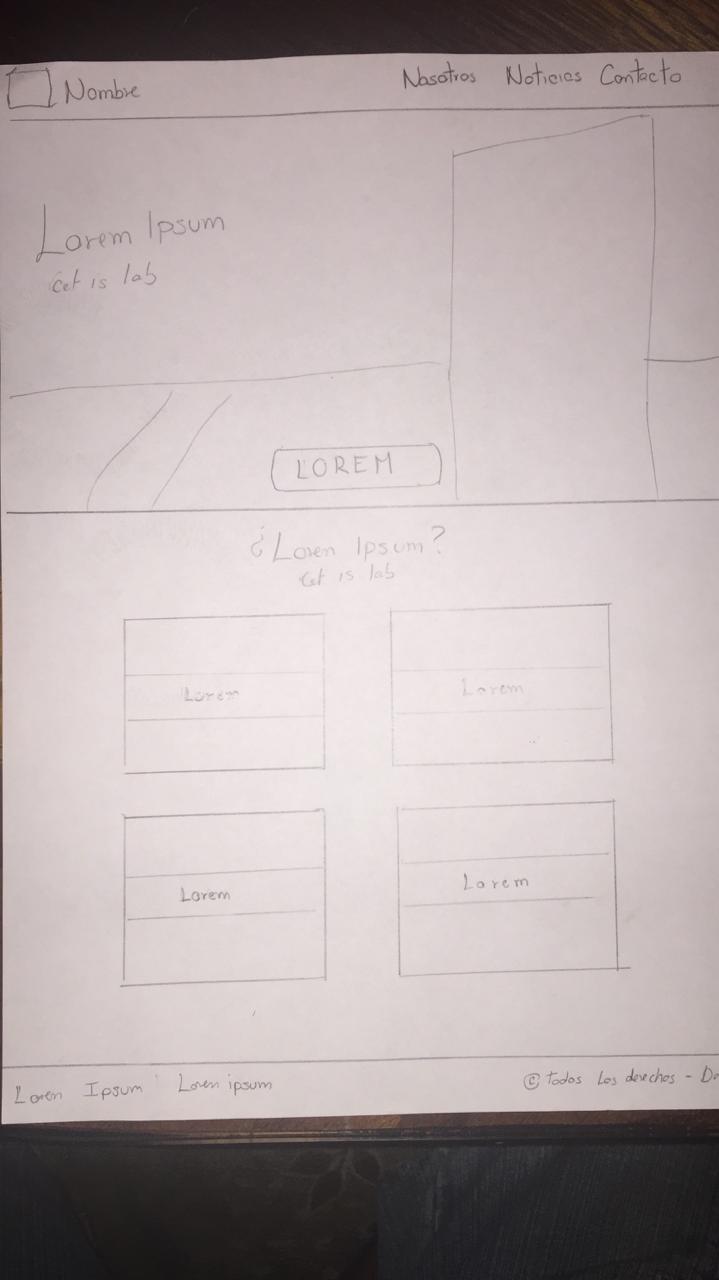 Nombre Nosotros Noticias Contacto
Lorem Ipsum
Cet is lab
LOREM
¿Loren Ipsum?
Cet is lab
Lorem Lorem
Lorem Lorem
Loren Ipsum Loren ipsum © todos los derechos -